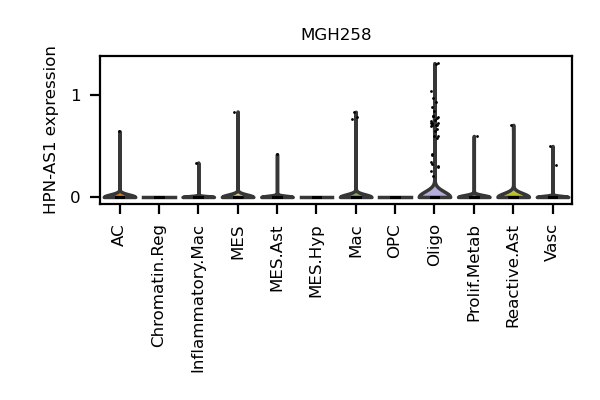 MGH258
HPN-AS1 expression
1
0
AC
Chromatin.Reg
Inflammatory.Mac
MES
MES.Ast
MES.Hyp
Mac
OPC
Oligo
Prolif.Metab
Reactive.Ast
Vasc